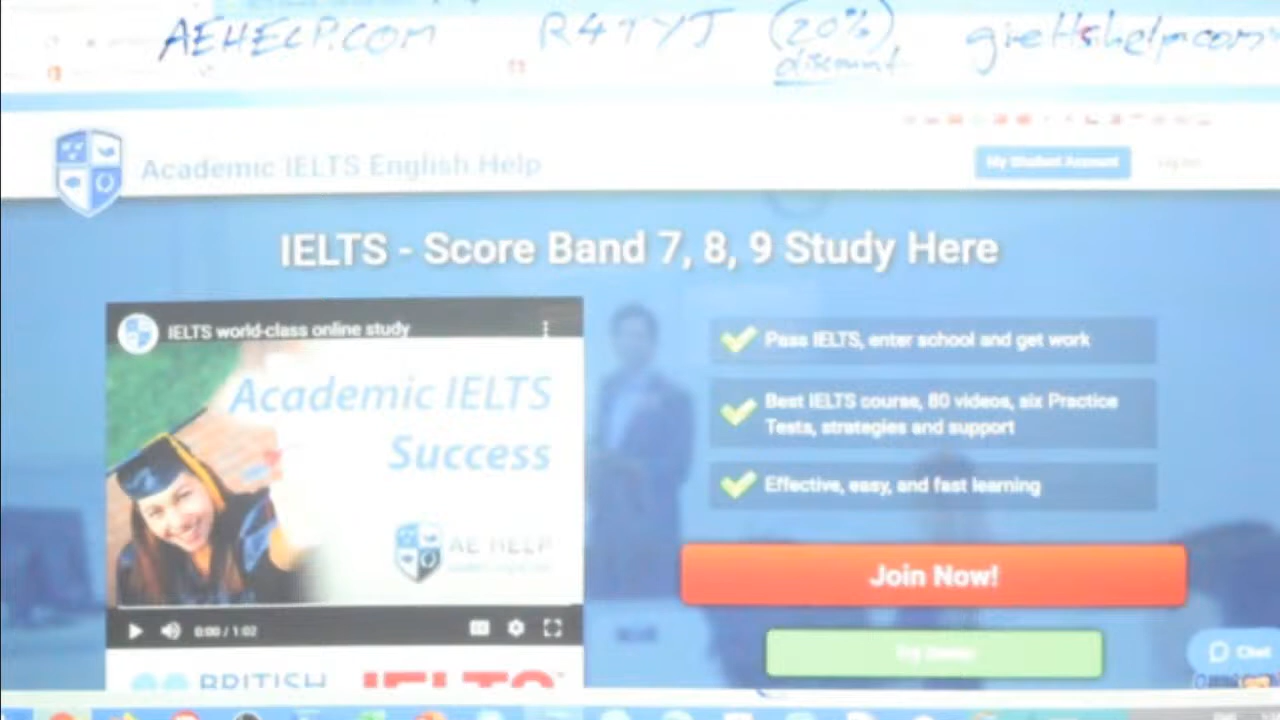 AEHELP.COM R49YJ (20%) gieltshelp.com
discount
Academic IELTS English Help
My Student Account
IELTS - Score Band 7, 8, 9 Study Here
IELTS world-class online study
Academic IELTS
Success
AE HELP
0:00 / 1:02
Pass IELTS, enter school and get work
Best IELTS course, 80 videos, six Practice
Tests, strategies and support
Effective, easy, and fast learning
Join Now!
Chat
BRITISH IELTS